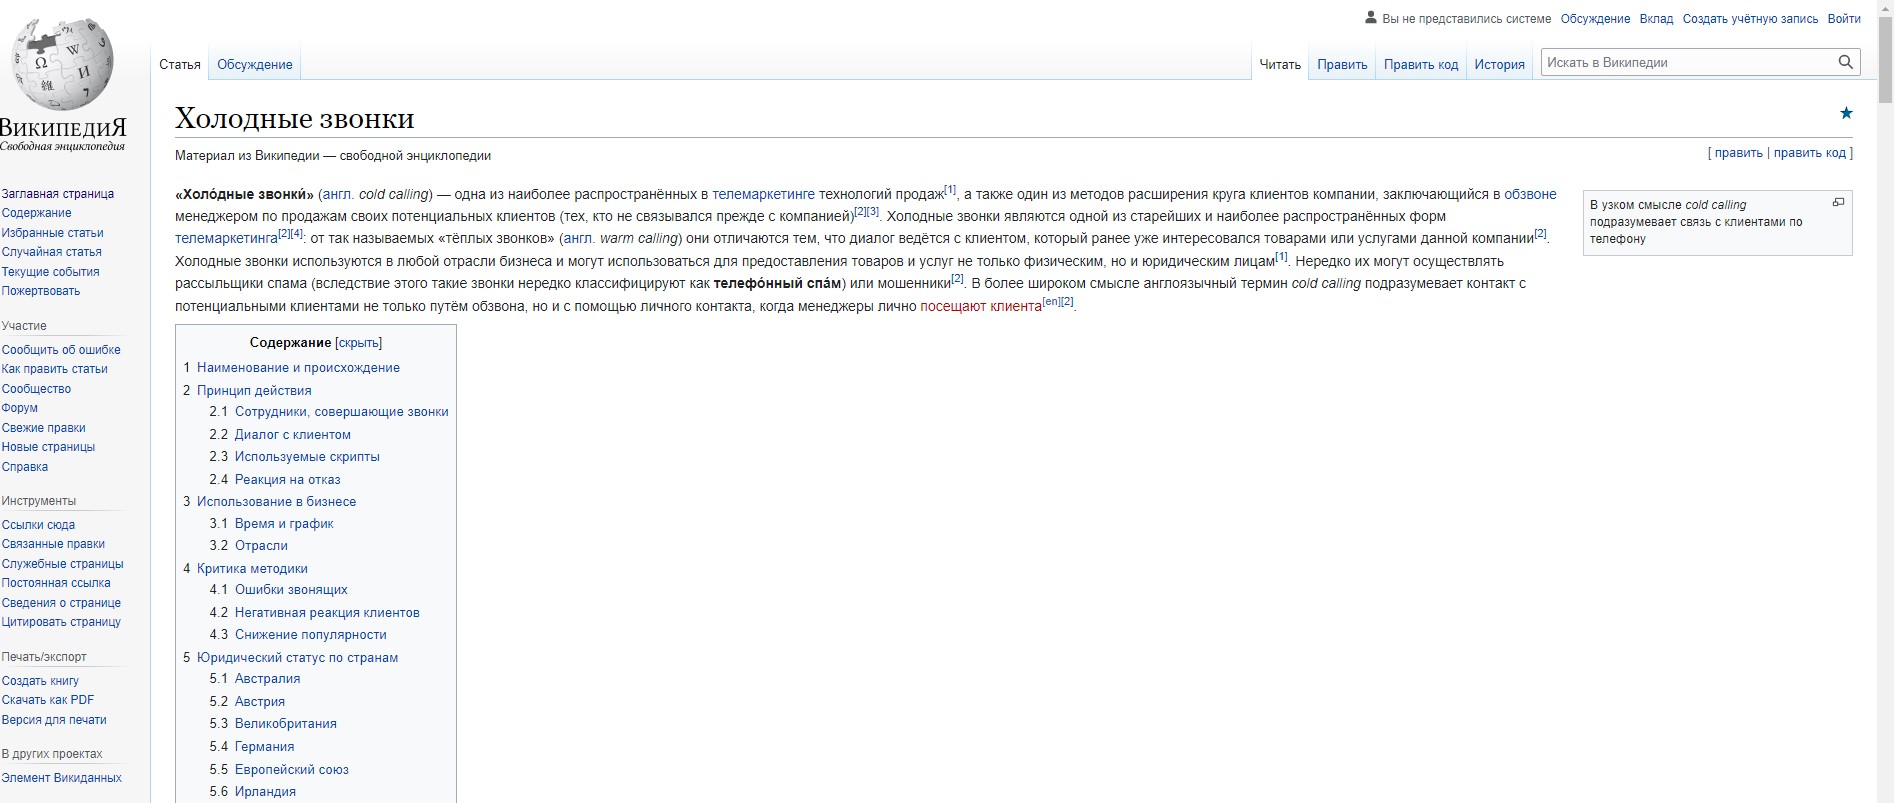 Вы не представились системе Обсуждение Вклад Создать учётную запись Войти
Статья Обсуждение Читать Править Править код История Искать в Википедии
ВИКИПЕДИЯ
Свободная энциклопедия
Заглавная страница
Содержание
Избранные статьи
Случайная статья
Текущие события
Пожертвовать
Участие
Сообщить об ошибке
Как править статьи
Сообщество
Форум
Свежие правки
Новые страницы
Справка
Инструменты
Ссылки сюда
Связанные правки
Служебные страницы
Постоянная ссылка
Сведения о странице
Цитировать страницу
Печать/экспорт
Создать книгу
Скачать как PDF
Версия для печати
В других проектах
Элемент Викиданных
Холодные звонки
Материал из Википедии — свободной энциклопедии
[ править | править код ]
«Холо́дные звонки́» (англ. cold calling) — одна из наиболее распространённых в телемаркетинге технологий продаж[1], а также один из методов расширения круга клиентов компании, заключающийся в обзвоне
менеджером по продажам своих потенциальных клиентов (тех, кто не связывался прежде с компанией)[2][3]. Холодные звонки являются одной из старейших и наиболее распространённых форм
телемаркетинга[2][4]: от так называемых «тёплых звонков» (англ. warm calling) они отличаются тем, что диалог ведётся с клиентом, который ранее уже интересовался товарами или услугами данной компании[2].
Холодные звонки используются в любой отрасли бизнеса и могут использоваться для предоставления товаров и услуг не только физическим, но и юридическим лицам[1]. Нередко их могут осуществлять
рассыльщики спама (вследствие этого такие звонки нередко классифицируют как телефо́нный спа́м) или мошенники[2]. В более широком смысле англоязычный термин cold calling подразумевает контакт с
потенциальными клиентами не только путём обзвона, но и с помощью личного контакта, когда менеджеры лично посещают клиента[en][2].
В узком смысле cold calling
подразумевает связь с клиентами по
телефону
Содержание [скрыть]
1 Наименование и происхождение
2 Принцип действия
2.1 Сотрудники, совершающие звонки
2.2 Диалог с клиентом
2.3 Используемые скрипты
2.4 Реакция на отказ
3 Использование в бизнесе
3.1 Время и график
3.2 Отрасли
4 Критика методики
4.1 Ошибки звонящих
4.2 Негативная реакция клиентов
4.3 Снижение популярности
5 Юридический статус по странам
5.1 Австралия
5.2 Австрия
5.3 Великобритания
5.4 Германия
5.5 Европейский союз
5.6 Ирландия